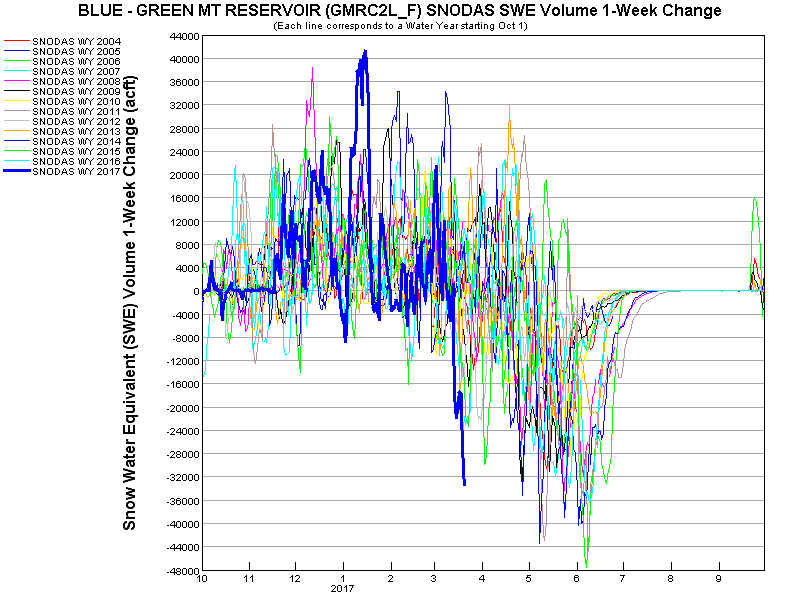 BLUE - GREEN MT RESERVOIR (GMRC2L_F) SNODAS SWE Volume 1-Week Change
(Each line corresponds to a Water Year starting Oct 1)
SNODAS WY 2004
SNODAS WY 2005
SNODAS WY 2006
SNODAS WY 2007
SNODAS WY 2008
SNODAS WY 2009
SNODAS WY 2010
SNODAS WY 2011
SNODAS WY 2012
SNODAS WY 2013
SNODAS WY 2014
SNODAS WY 2015
SNODAS WY 2016
SNODAS WY 2017
Snow Water Equivalent (SWE) Volume 1-Week Change (acft)
44000
40000
36000
32000
28000
24000
20000
16000
12000
8000
4000
0
-4000
-8000
-12000
-16000
-20000
-24000
-28000
-32000
-36000
-40000
-44000
-48000
10 11 12 1 2 3 4 5 6 7 8 9
2017